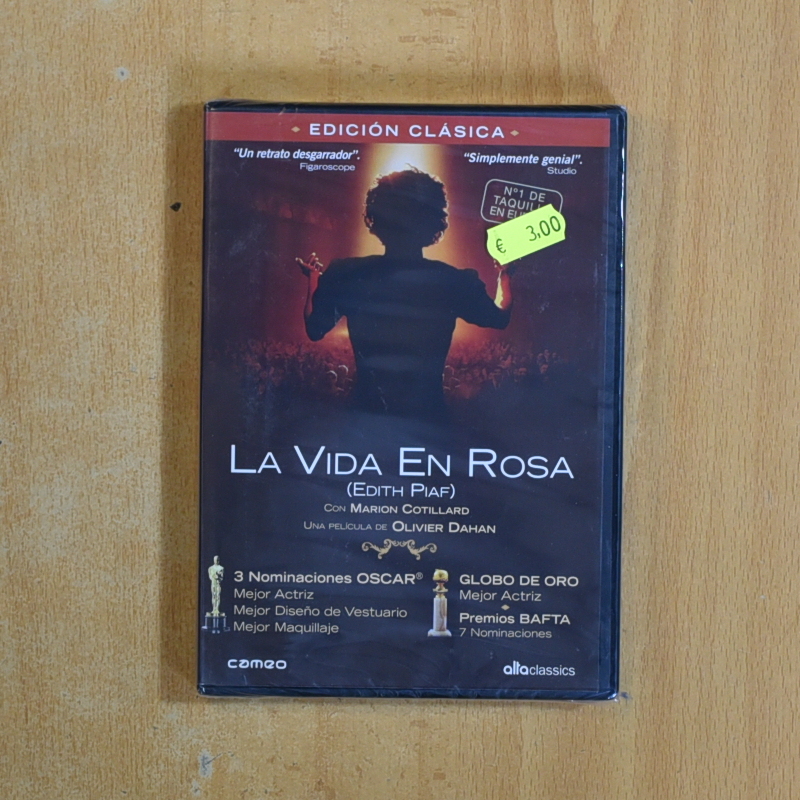 EDICIÓN CLÁSICA
"Un retrato desgarrador".
Figaroscope
"Simplemente genial".
Studio
Nº1 DE
TAQUILL
EN EU
€ 3,00
LA VIDA EN ROSA
(EDITH PIAF)
CON MARION COTILLARD
UNA PELÍCULA DE OLIVIER DAHAN
3 Nominaciones OSCAR®
Mejor Actriz
Mejor Diseño de Vestuario
Mejor Maquillaje
GLOBO DE ORO
Mejor Actriz
Premios BAFTA
7 Nominaciones
cameo
altaclassics